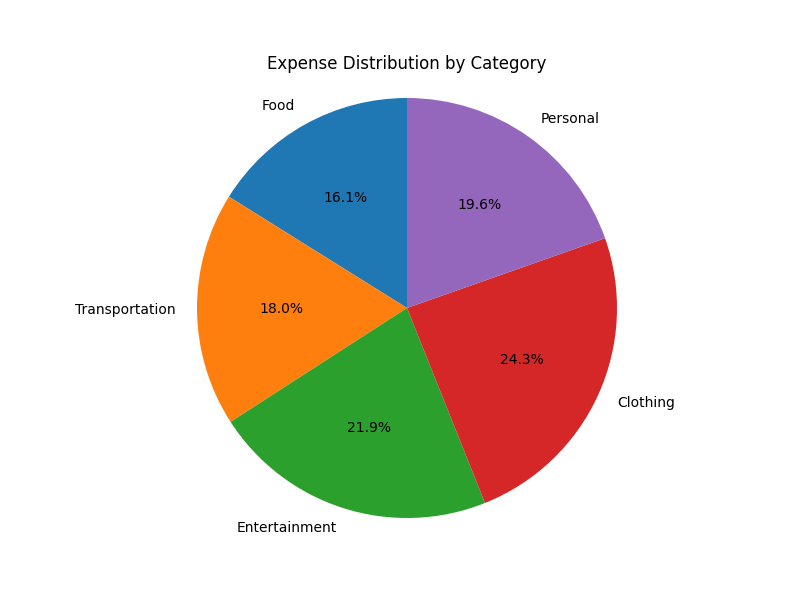 Expense Distribution by Category
Food
Personal
16.1%
19.6%
Transportation
18.0%
24.3%
Clothing
21.9%
Entertainment